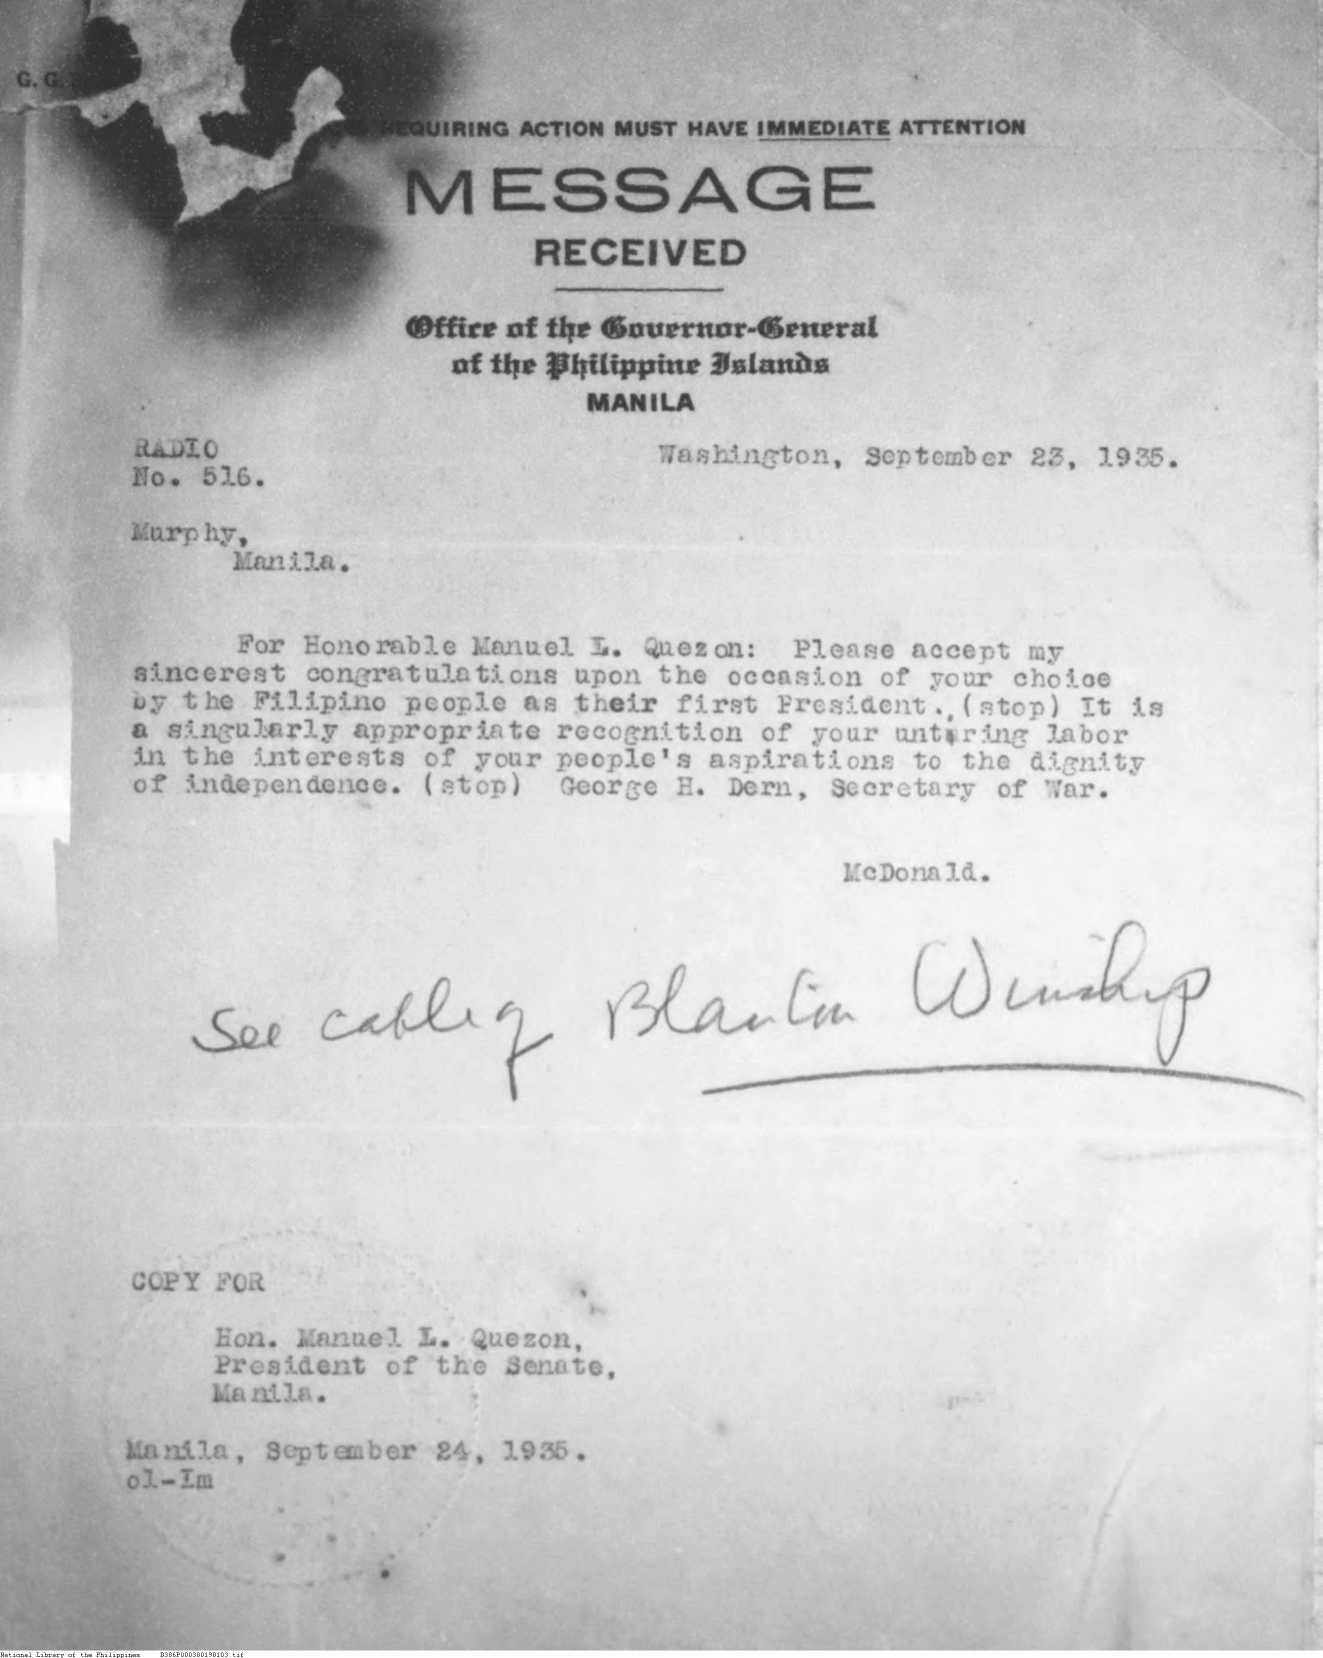 G. G.
REQUIRING ACTION MUST HAVE IMMEDIATE ATTENTION
MESSAGE
RECEIVED
Office of the Governor-General
of the Philippine Islands
MANILA
RADIO
No. 516.
Washington, September 23, 1935.
Murphy,
Manila.
For Honorable Manuel L. Quezon: Please accept my
sincerest congratulations upon the occasion of your choice
by the Filipino people as their first President. (stop) It is
a singularly appropriate recognition of your untiring labor
in the interests of your people's aspirations to the dignity
of independence. (stop) George H. Dern, Secretary of War.
McDonald.
See cable of Blanton Winship
COPY FOR
Hon. Manuel L. Quezon,
President of the Senate,
Manila.
Manila, September 24, 1935.
ol-Im
National Library of the Philippines D386P000380198103.tif